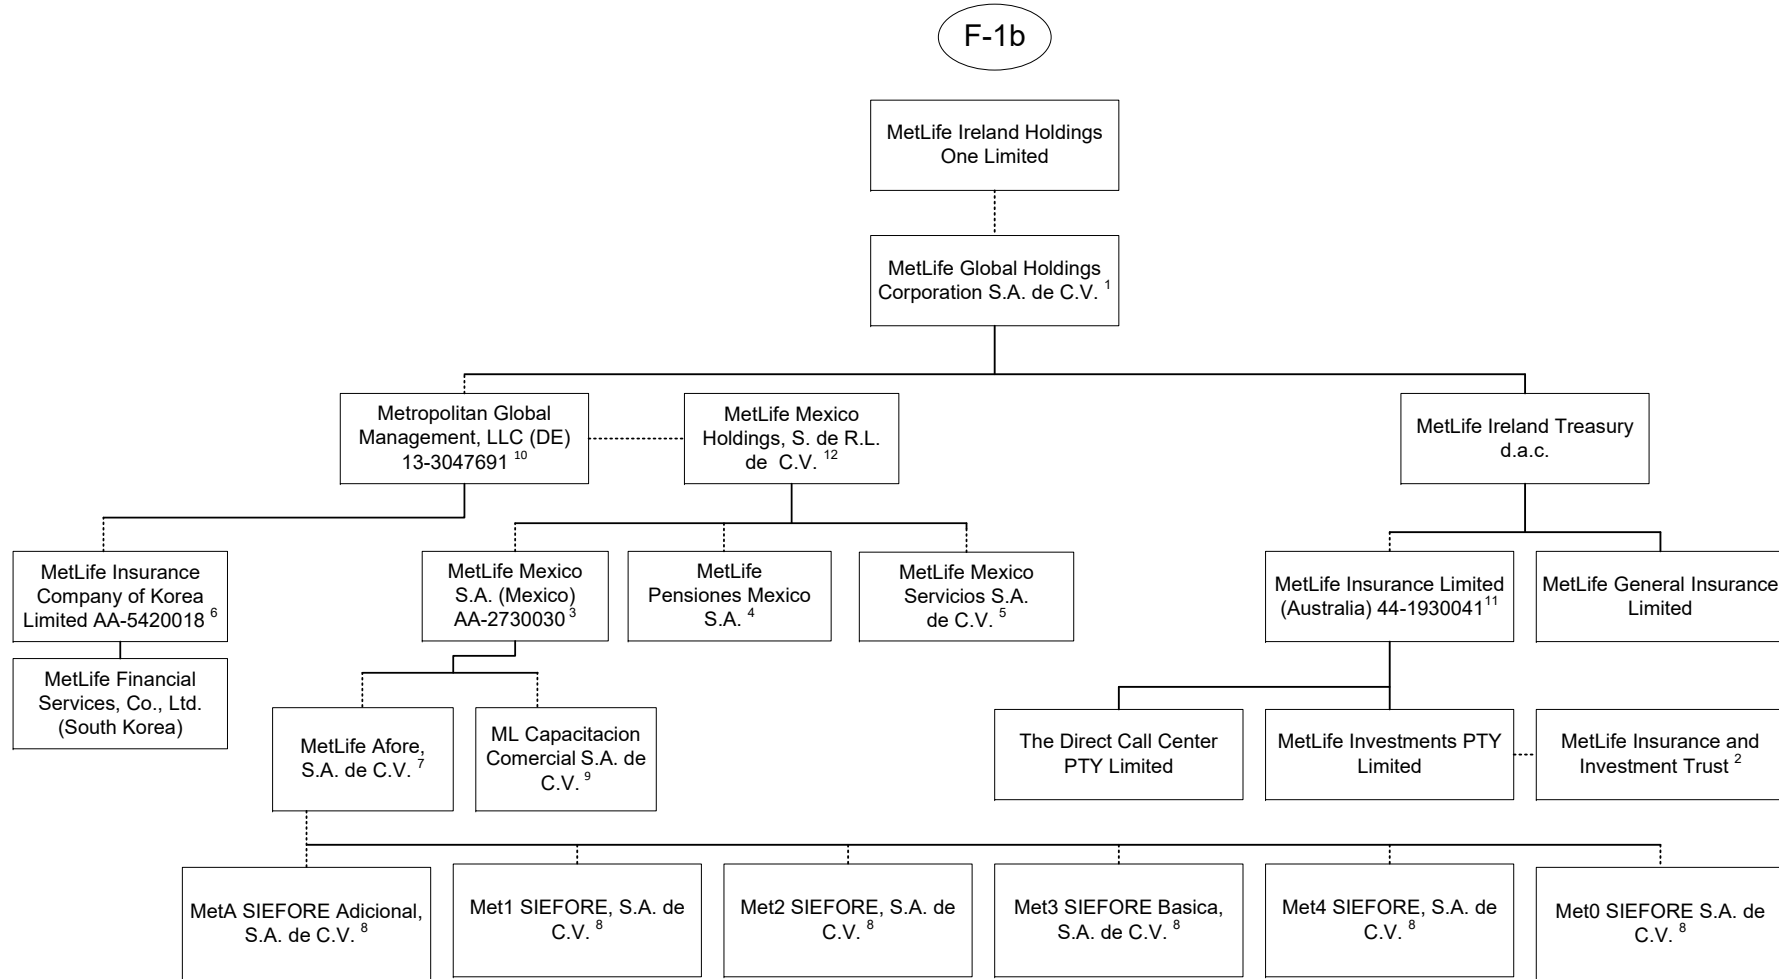 F-1b
MetLife Ireland Holdings
One Limited
MetLife Global Holdings
Corporation S.A. de C.V. 1
Metropolitan Global
Management, LLC (DE)
13-3047691 10
MetLife Mexico
Holdings, S. de R.L.
de C.V. 12
MetLife Ireland Treasury
d.a.c.
MetLife Insurance
Company of Korea
Limited AA-5420018 6
MetLife Mexico
S.A. (Mexico)
AA-2730030 3
MetLife
Pensiones Mexico
S.A. 4
MetLife Mexico
Servicios S.A.
de C.V. 5
MetLife Insurance Limited
(Australia) 44-1930041 11
MetLife General Insurance
Limited
MetLife Financial
Services, Co., Ltd.
(South Korea)
MetLife Afore,
S.A. de C.V. 7
ML Capacitacion
Comercial S.A. de
C.V. 9
The Direct Call Center
PTY Limited
MetLife Investments PTY
Limited
MetLife Insurance and
Investment Trust 2
MetA SIEFORE Adicional,
S.A. de C.V. 8
Met1 SIEFORE, S.A. de
C.V. 8
Met2 SIEFORE, S.A. de
C.V. 8
Met3 SIEFORE Basica,
S.A. de C.V. 8
Met4 SIEFORE, S.A. de
C.V. 8
Met0 SIEFORE S.A. de
C.V. 8